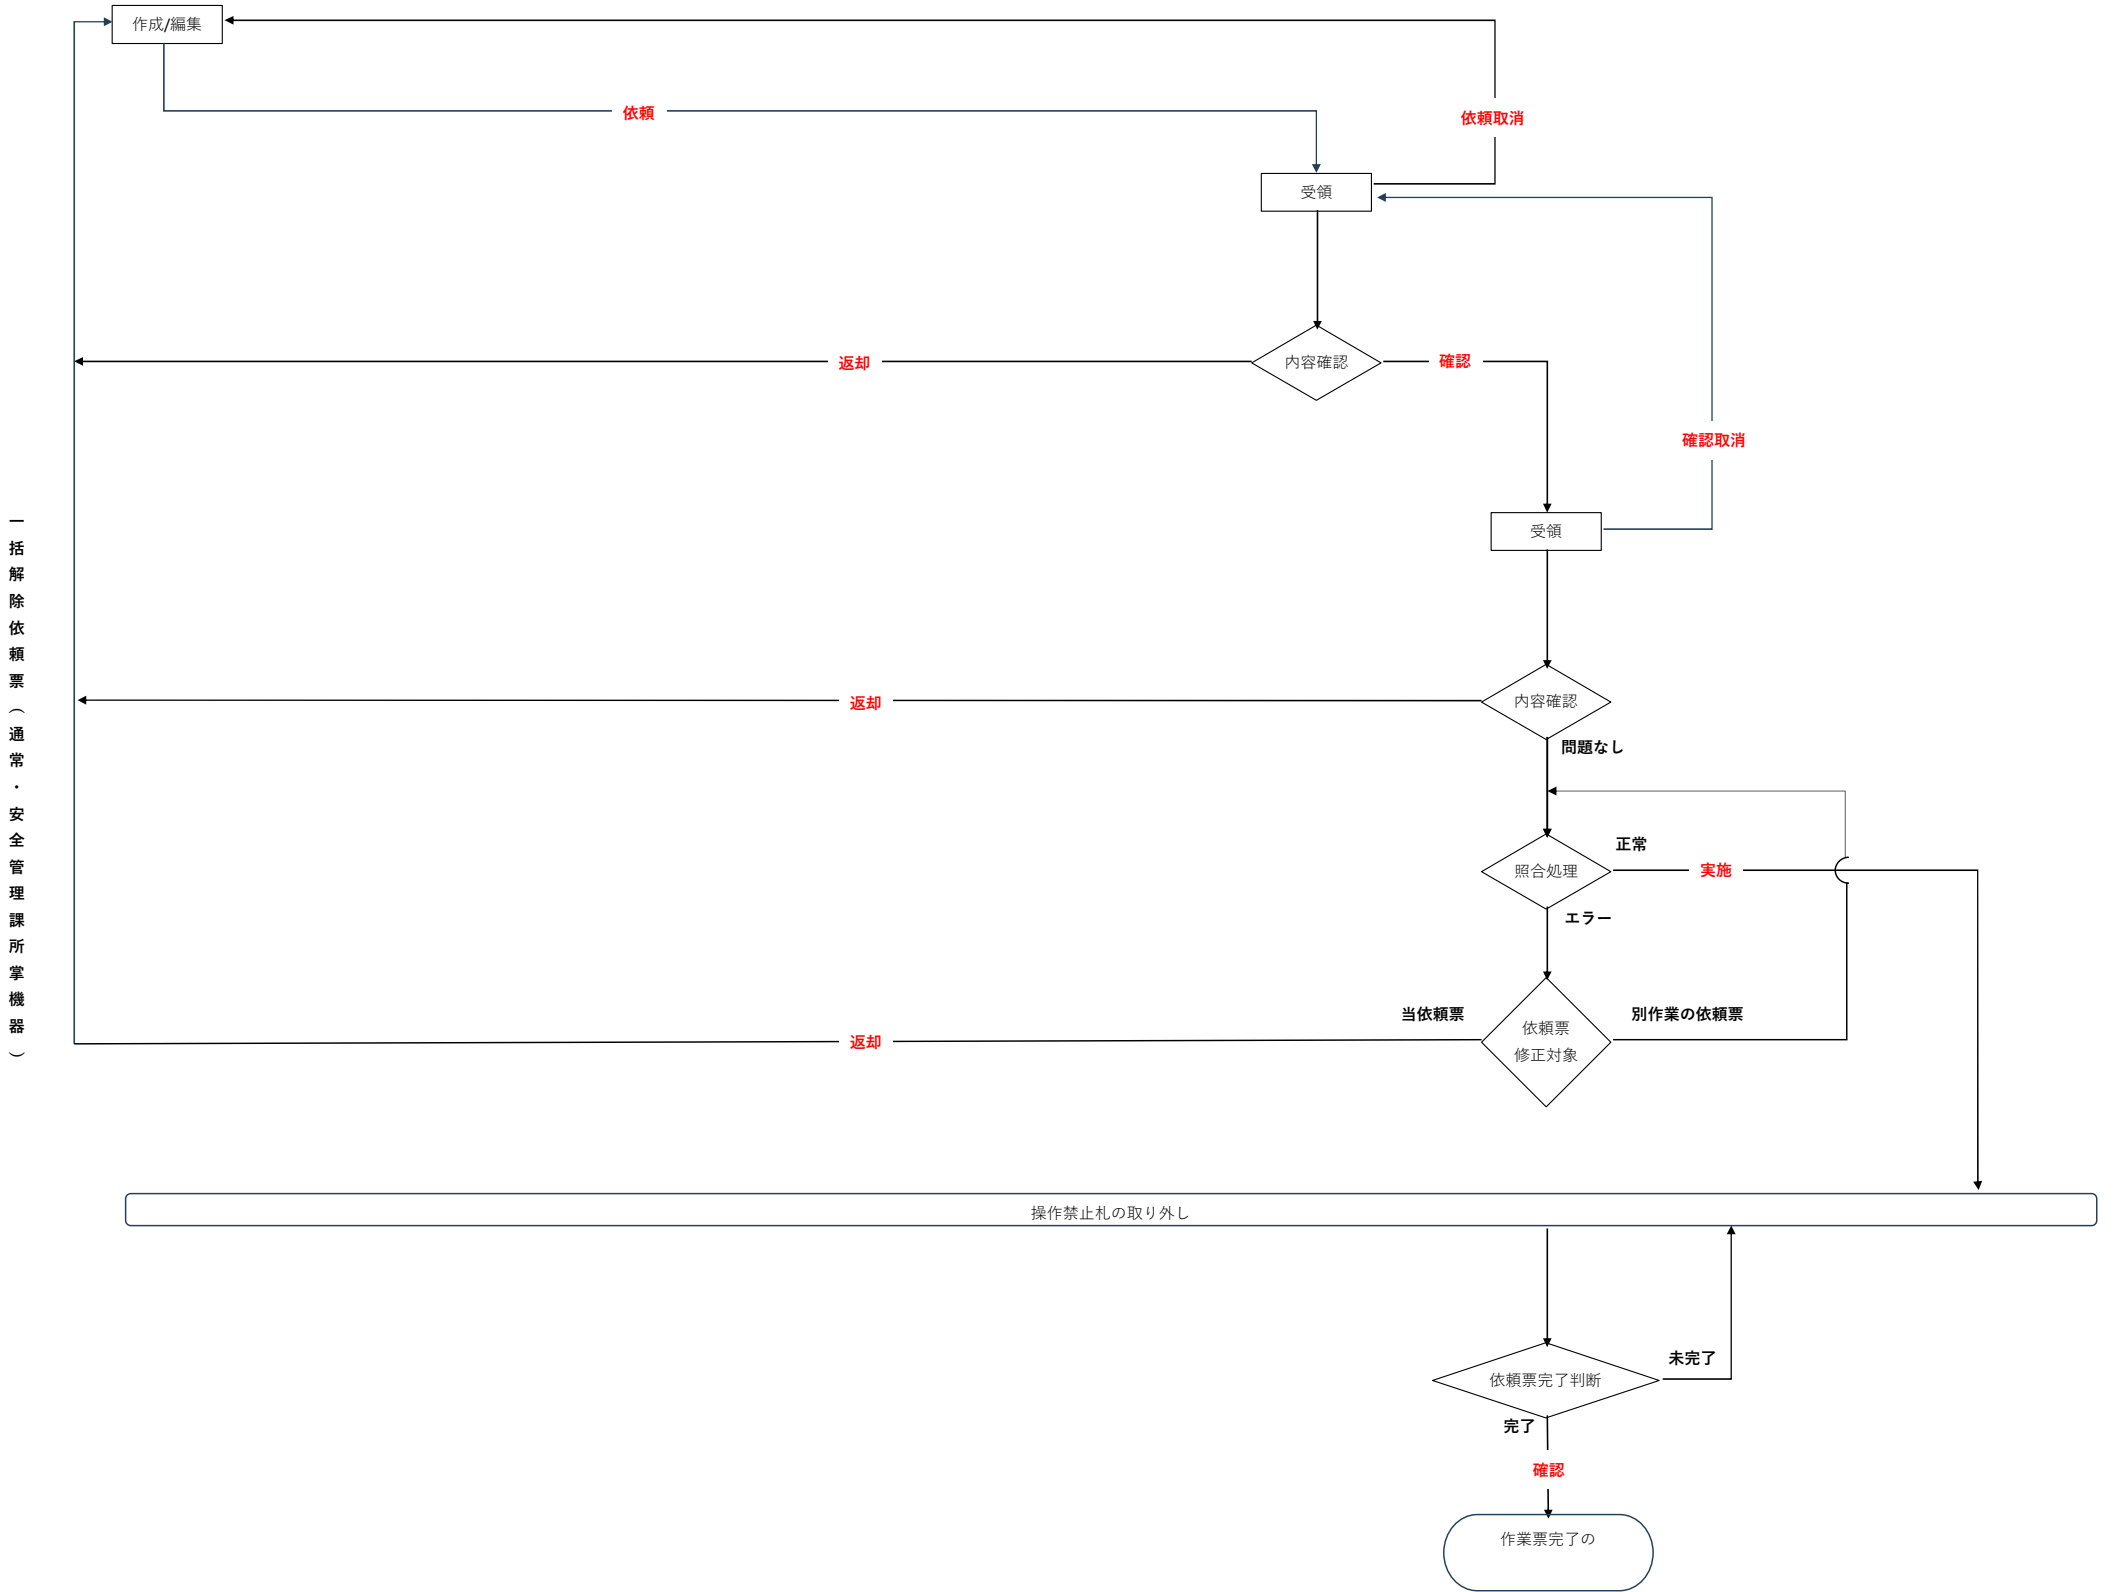 作成/編集
依頼
依頼取消
受領
返却
内容確認
確認
確認取消
受領
一括解除依頼票（通常・安全管理課所掌機器）
返却
内容確認
問題なし
正常
照合処理
実施
エラー
当依頼票
別作業の依頼票
返却
依頼票
修正対象
操作禁止札の取り外し
未完了
依頼票完了判断
完了
確認
作業票完了の